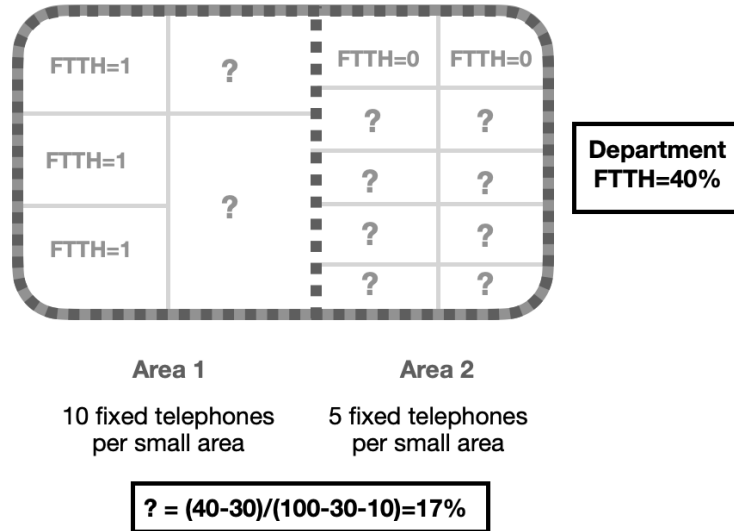 FTTH=1
?
FTTH=0
FTTH=0
?
?
FTTH=1
?
?
?
?
?
FTTH=1
?
?
Department
FTTH=40%
Area 1
Area 2
10 fixed telephones
per small area
5 fixed telephones
per small area
? = (40-30)/(100-30-10)=17%